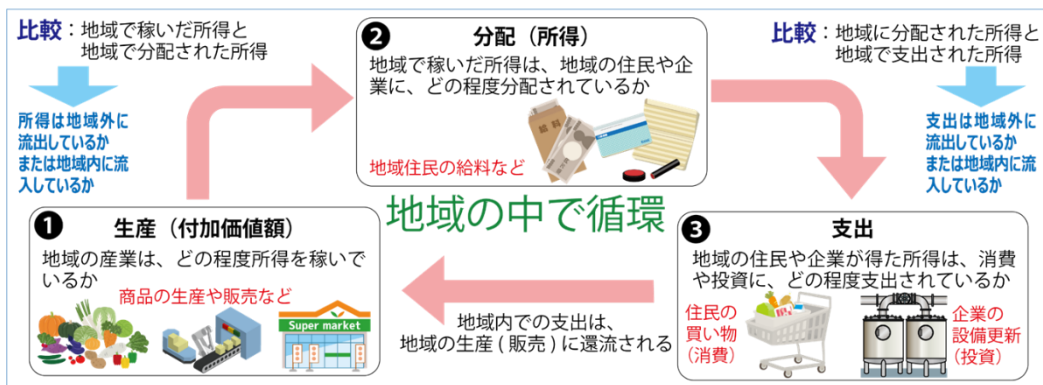 比較：地域で稼いだ所得と
地域で分配された所得
所得は地域外に
流出しているか
または地域内に流
入しているか
❷ 分配（所得）
地域で稼いだ所得は、地域の住民や企
業に、どの程度分配されているか
給料
地域住民の給料など
比較：地域に分配された所得と
地域で支出された所得
支出は地域外に
流出しているか
または地域内に流
入しているか
地域の中で循環
❶ 生産（付加価値額）
地域の産業は、どの程度所得を稼いで
いるか
商品の生産や販売など
Super market
❸ 支出
地域の住民や企業が得た所得は、消費
や投資に、どの程度支出されているか
住民の
買い物
（消費）
企業の
設備更新
（投資）
地域内での支出は、
地域の生産(販売)に還流される